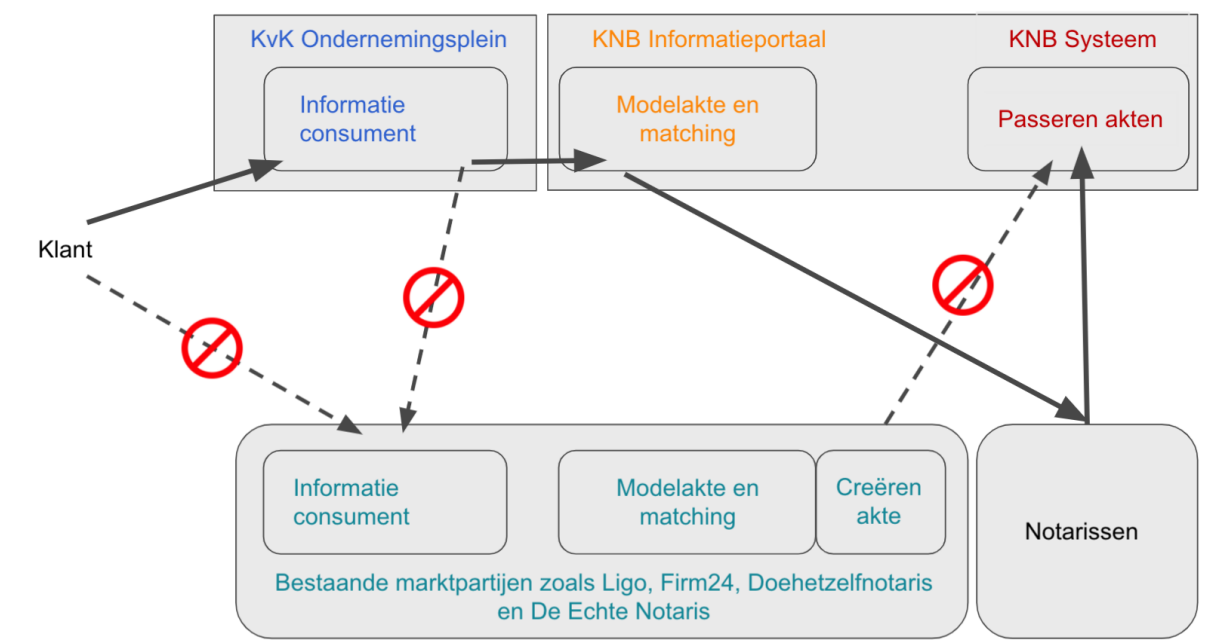 KvK Ondernemingsplein
KNB Informatieportaal
KNB Systeem
Informatie
consument
Modelakte en
matching
Passeren akten
Klant
Informatie
consument
Modelakte en
matching
Creëren
akte
Notarissen
Bestaande marktpartijen zoals Ligo, Firm24, Doehetzelfnotaris
en De Echte Notaris